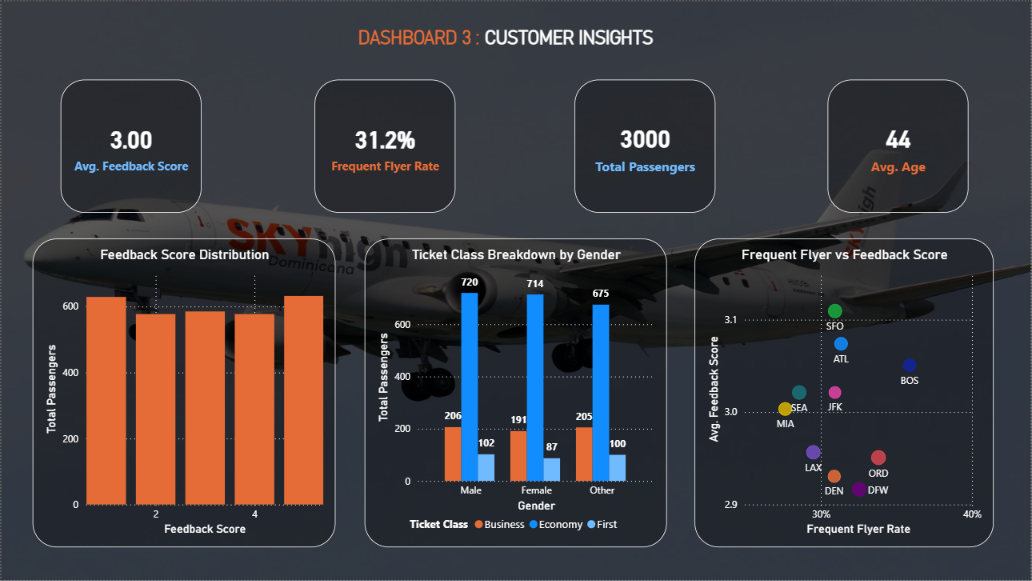 DASHBOARD 3 : CUSTOMER INSIGHTS
3.00
Avg. Feedback Score
31.2%
Frequent Flyer Rate
3000
Total Passengers
44
Avg. Age
SKYhigh
Dominicana
high
SKY
Feedback Score Distribution
Total Passengers
600
400
200
0
2
4
Feedback Score
Ticket Class Breakdown by Gender
Total Passengers
600
400
200
0
206
720
102
191
714
87
205
675
100
Male
Female
Other
Gender
Ticket Class
Business
Economy
First
Frequent Flyer vs Feedback Score
Avg. Feedback Score
3.1
3.0
2.9
SFO
ATL
BOS
SEA
JFK
MIA
LAX
ORD
DEN
DFW
30%
40%
Frequent Flyer Rate